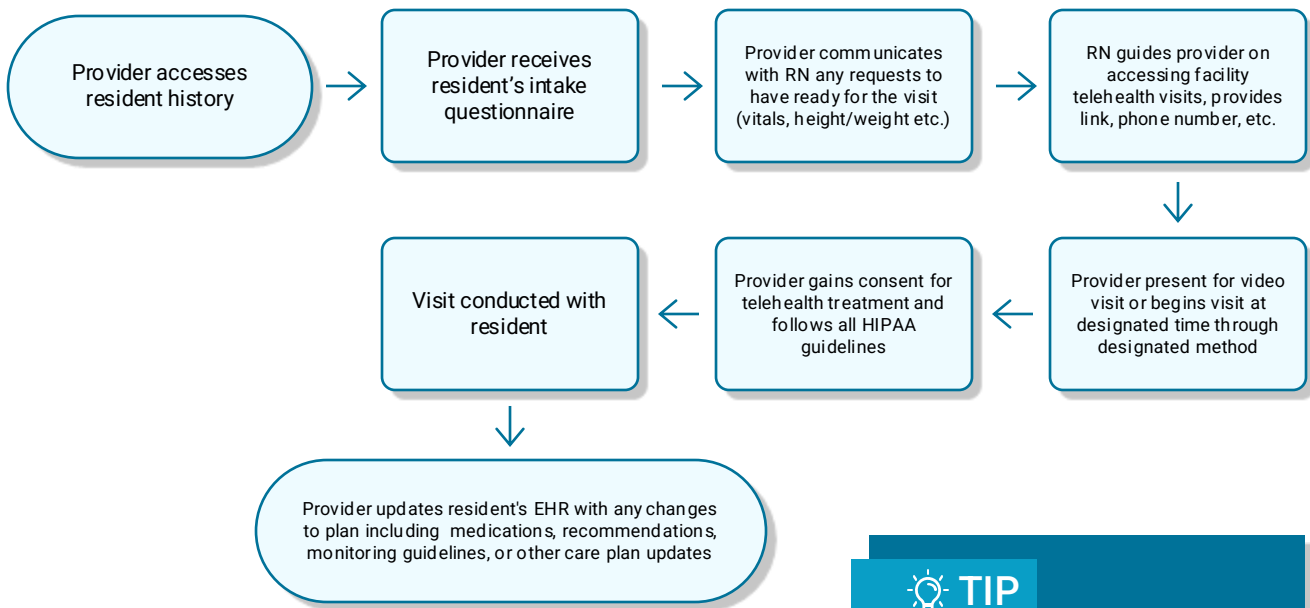 Provider accesses
resident history
Provider receives
resident's intake
questionnaire
Provider communicates
with RN any requests to
have ready for the visit
(vitals, height/weight etc.)
RN guides provider on
accessing facility
telehealth visits, provides
link, phone number, etc.
Provider present for video
visit or begins visit at
designated time through
designated method
Provider gains consent for
telehealth treatment and
follows all HIPAA
guidelines
Visit conducted with
resident
Provider updates resident's EHR with any changes
to plan including medications, recommendations,
monitoring guidelines, or other care plan updates
TIP